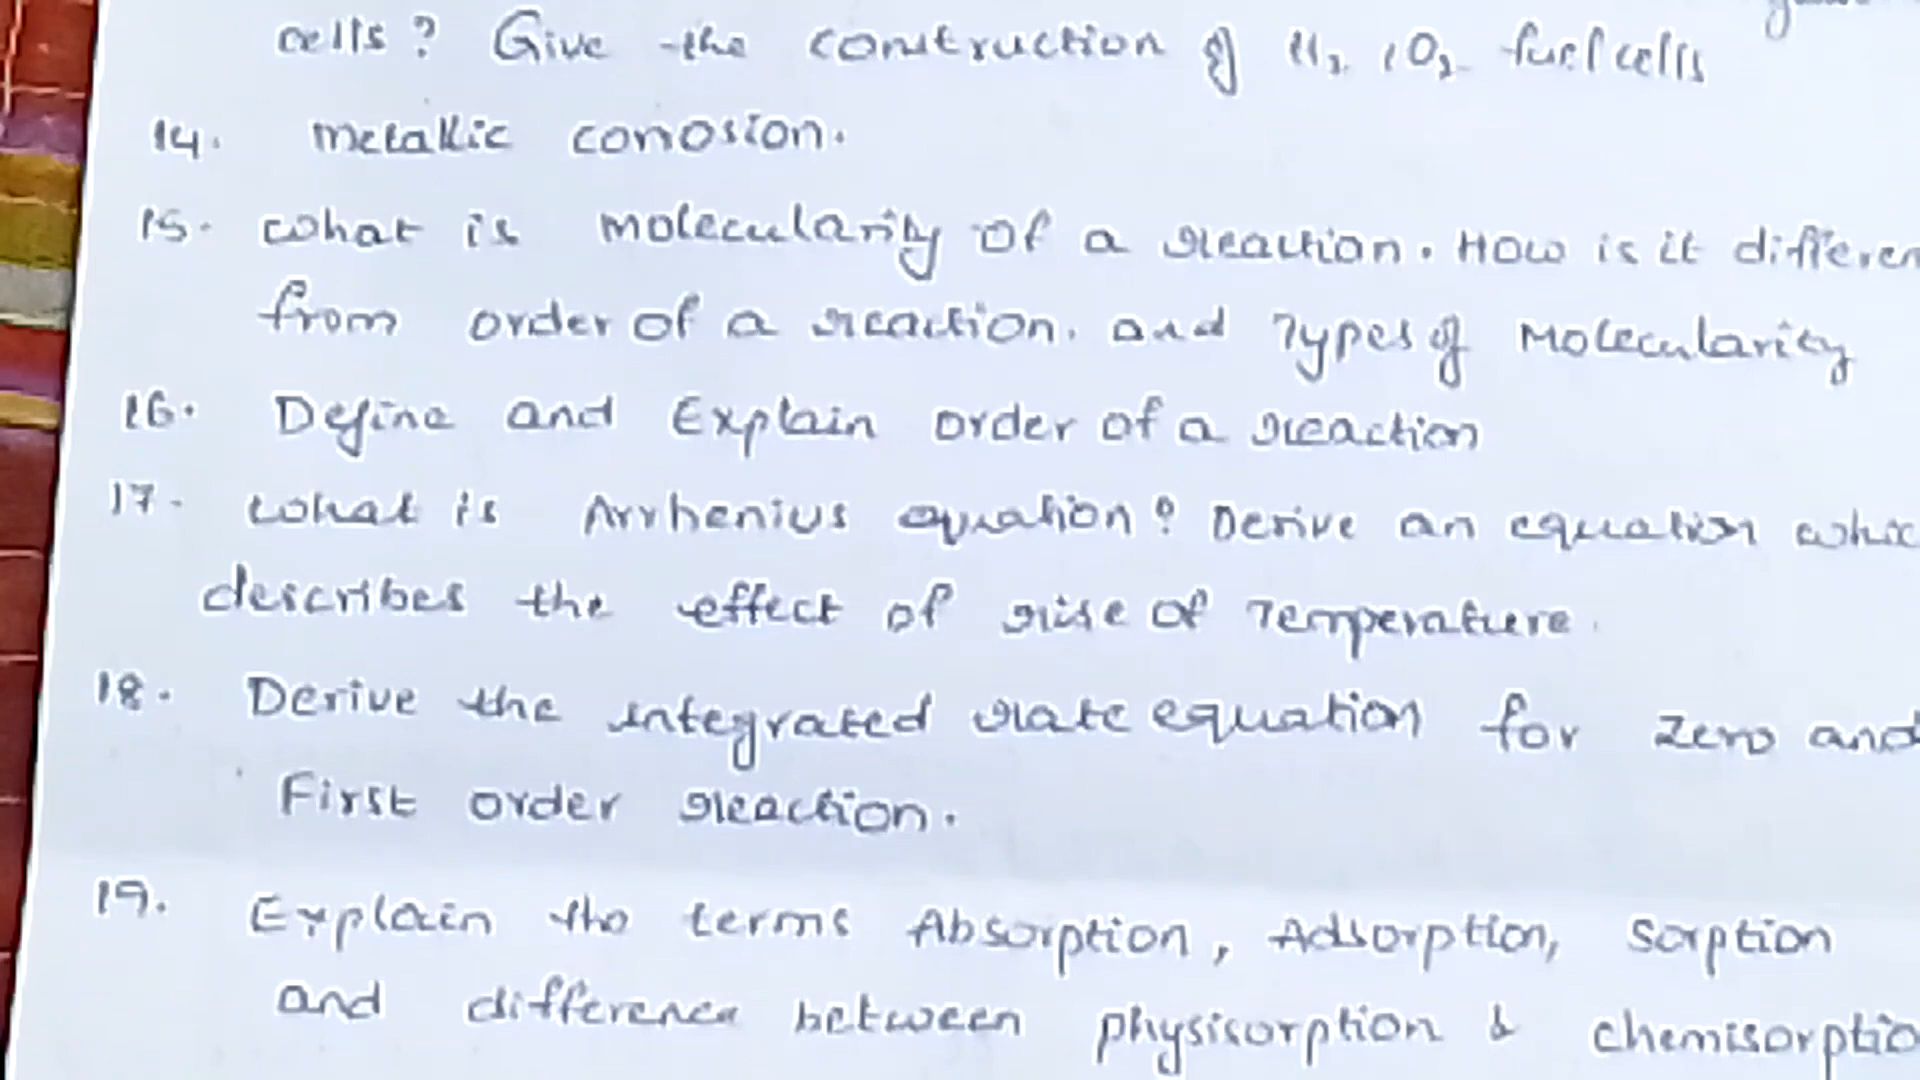 cells? Give the construction of H2, O2 fuel cells
14. Metallic corrosion.
15. What is molecularity of a reaction. How is it differen
from order of a reaction. and Types of Molecularity
16. Define and Explain order of a reaction
17. What is Arrhenius equation? Derive an equation whic
describes the effect of rise of Temperature.
18. Derive the integrated rate equation for zero and
First order reaction.
19. Explain the terms Absorption, Adsorption, Sorption
and difference between physisorption & chemisorptio